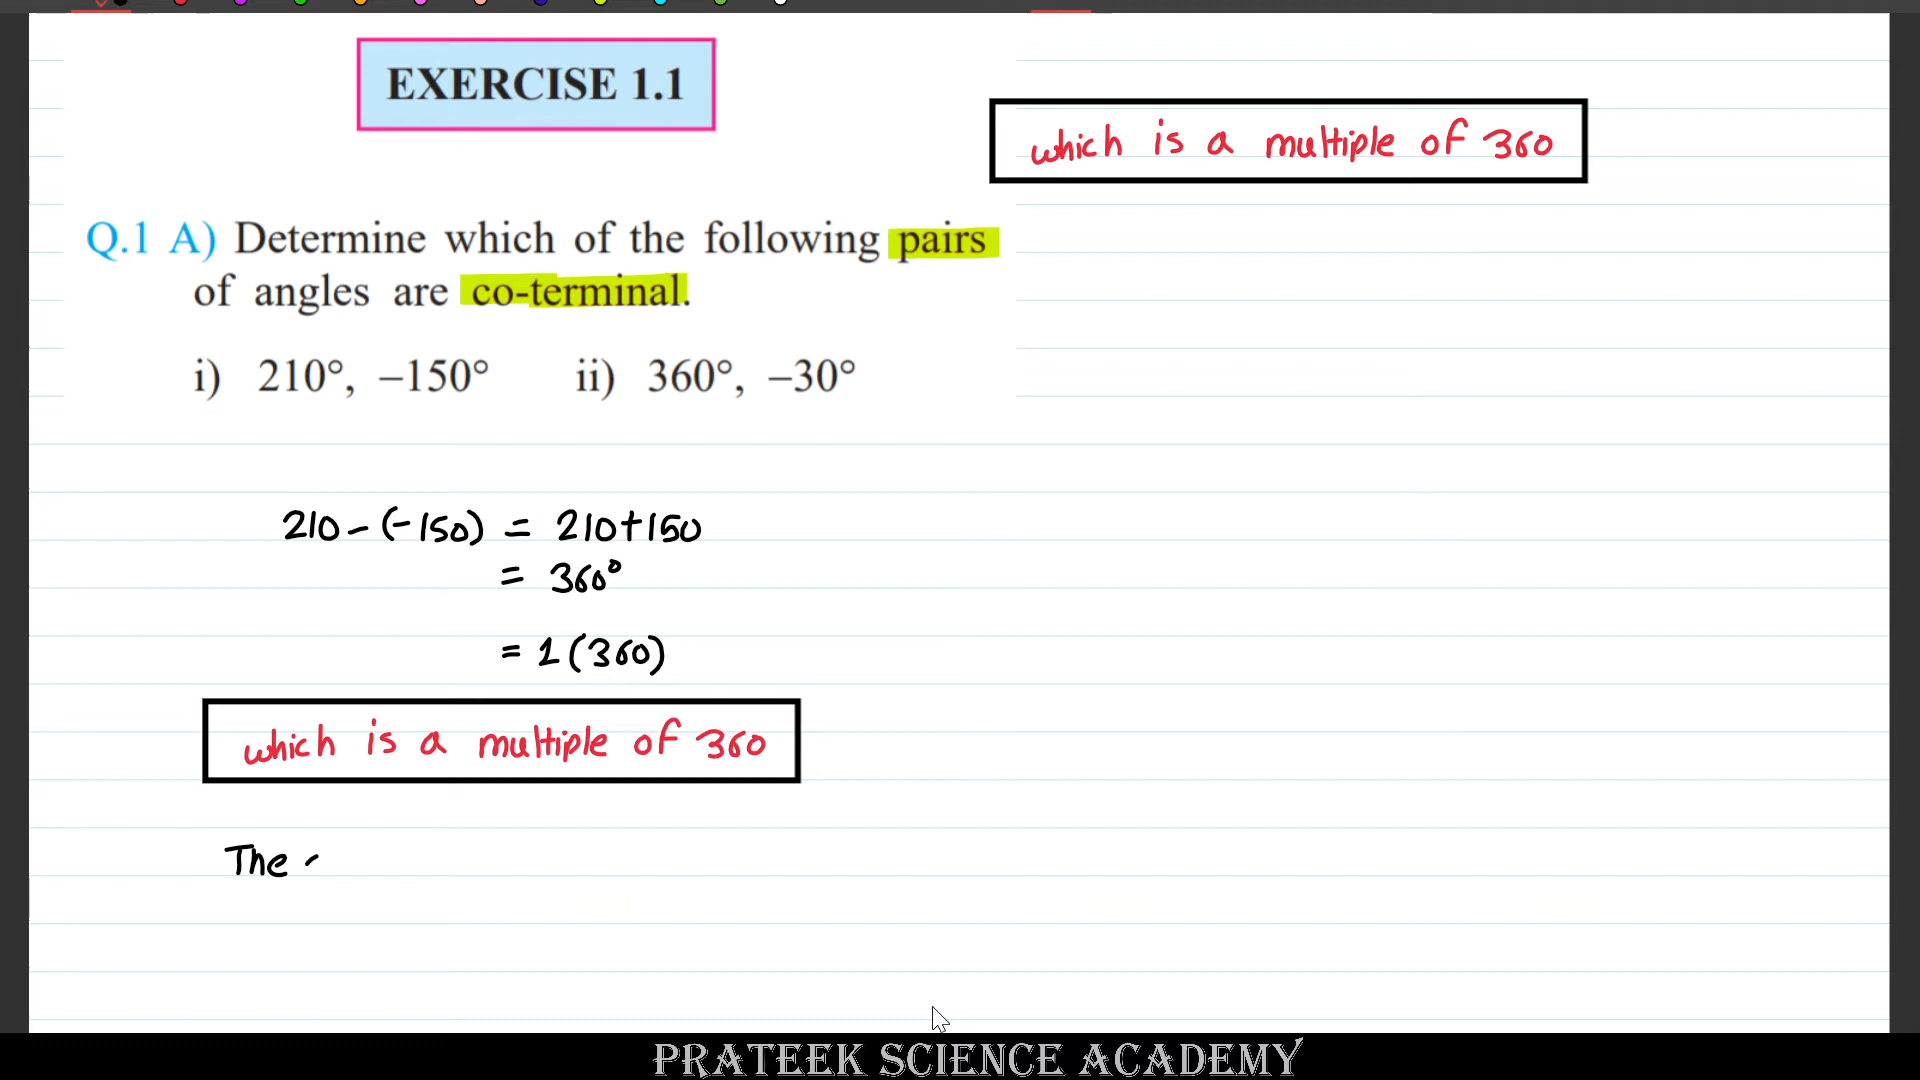 EXERCISE 1.1
which is a multiple of 360
Q.1 A) Determine which of the following pairs
of angles are co-terminal.
i) 210°, –150° ii) 360°, –30°
210 - (-150) = 210+150
= 360°
= 1 (360)
which is a multiple of 360
The
PRATEEK SCIENCE ACADEMY